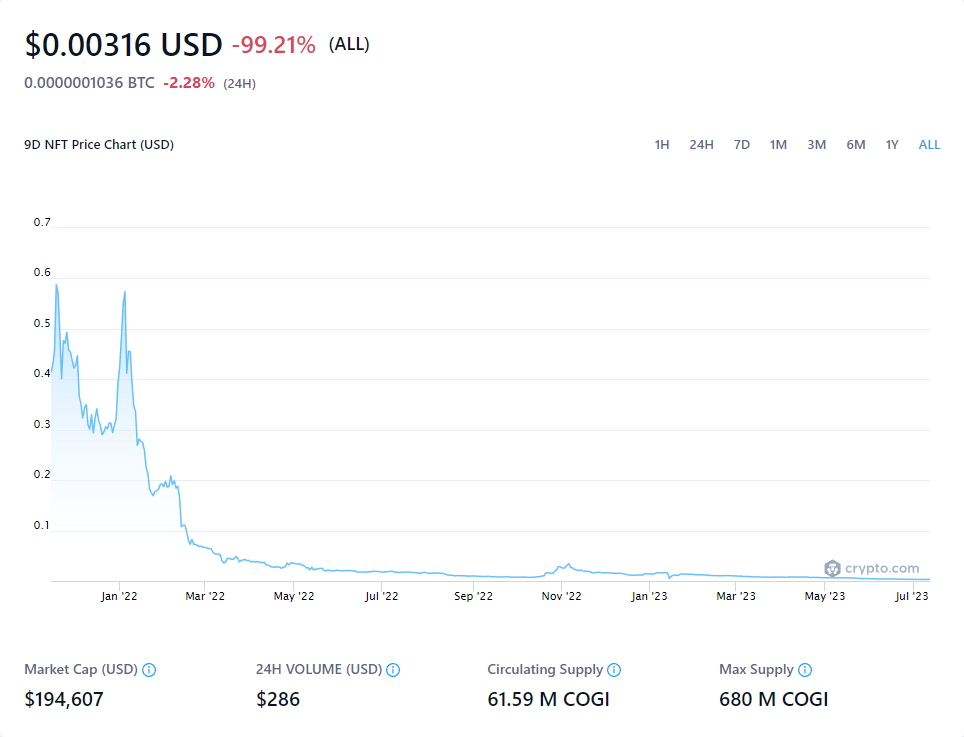 $0.00316 USD -99.21% (ALL)
0.0000001036 BTC -2.28% (24H)
9D NFT Price Chart (USD) 1H 24H 7D 1M 3M 6M 1Y ALL
0.7
0.6
0.5
0.4
0.3
0.2
0.1
crypto.com
Jan '22 Mar '22 May '22 Jul '22 Sep '22 Nov '22 Jan '23 Mar '23 May '23 Jul '23
Market Cap (USD) 24H VOLUME (USD) Circulating Supply Max Supply
$194,607 $286 61.59 M COGI 680 M COGI